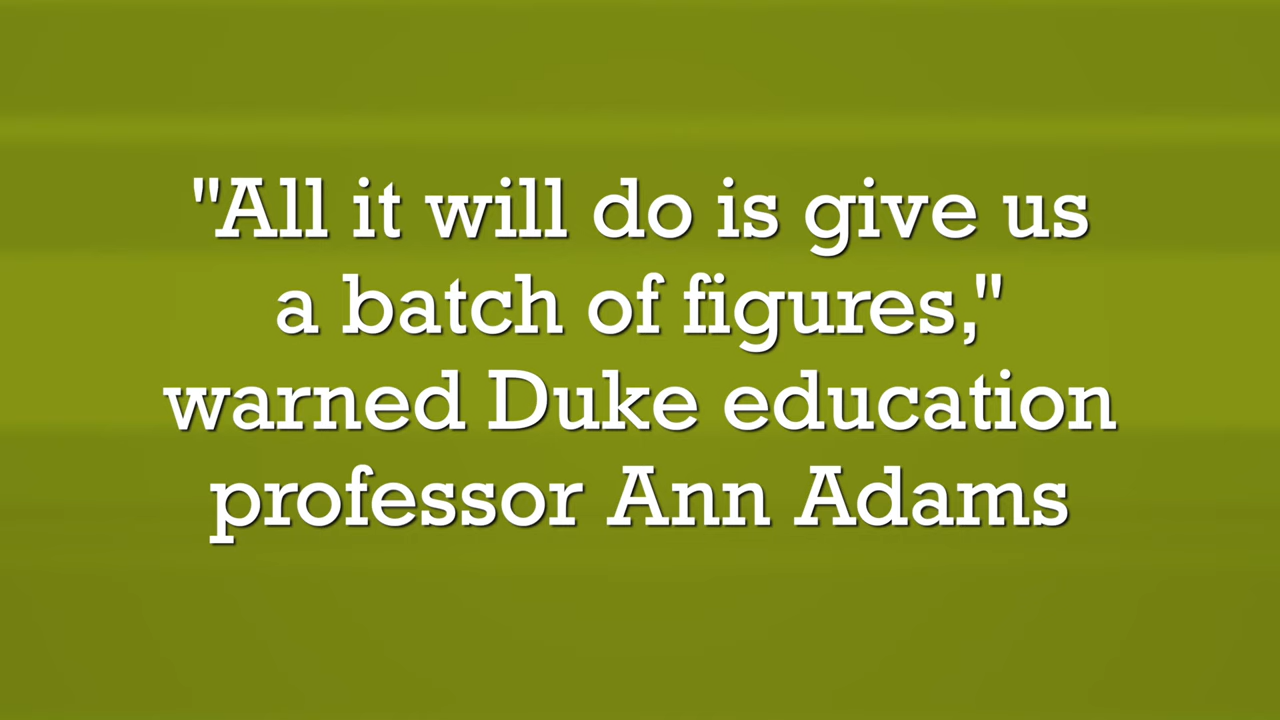 "All it will do is give us
a batch of figures,"
warned Duke education
professor Ann Adams